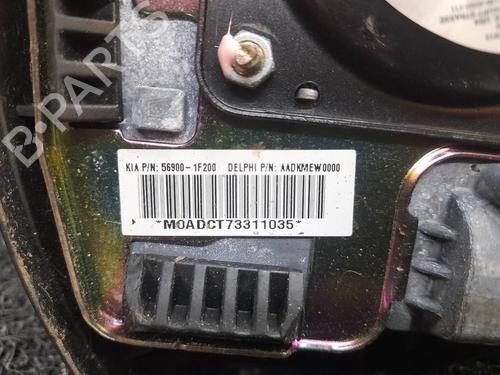 B-PARTS
KIA P/N: 56900-1F200 DELPHI P/N: AADKMEW0000
*M0ADCT73311035*